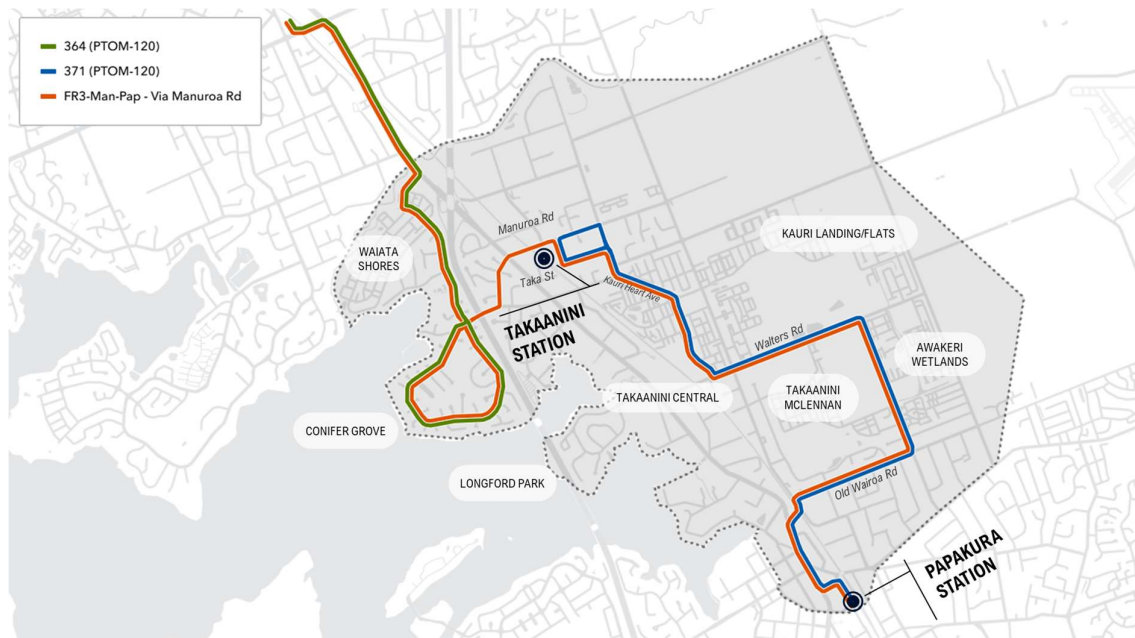 364 (PTOM-120)
371 (PTOM-120)
FR3-Man-Pap - Via Manuroa Rd
Manuroa Rd
WAIATA
SHORES
KAURI LANDING/FLATS
Taka St
Kauri Heart Ave
TAKAANINI
STATION
Walters Rd
AWAKERI
WETLANDS
TAKAANINI CENTRAL
TAKAANINI
MCLENNAN
CONIFER GROVE
LONGFORD PARK
Old Wairoa Rd
PAPAKURA
STATION